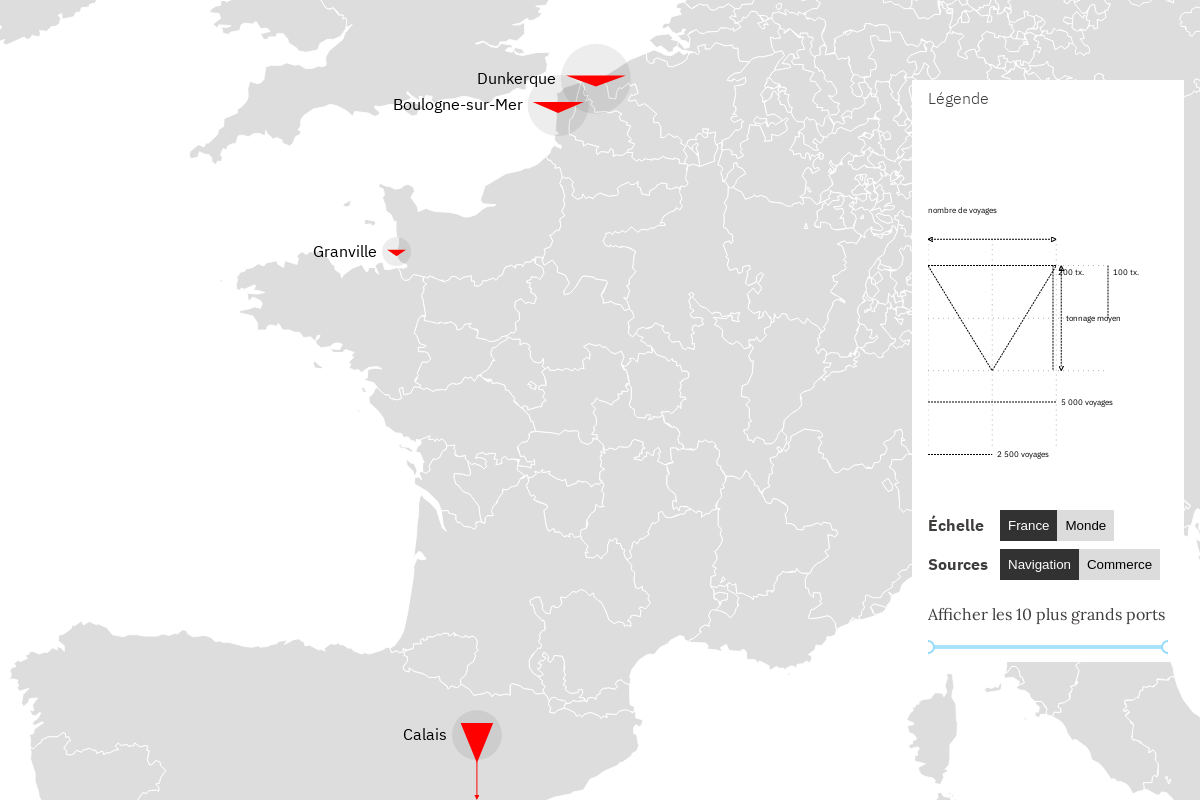 Dunkerque
Boulogne-sur-Mer
Granville
Calais
Légende
nombre de voyages
200 tx.
100 tx.
tonnage moyen
5 000 voyages
2 500 voyages
Échelle France Monde
Sources Navigation Commerce
Afficher les 10 plus grands ports